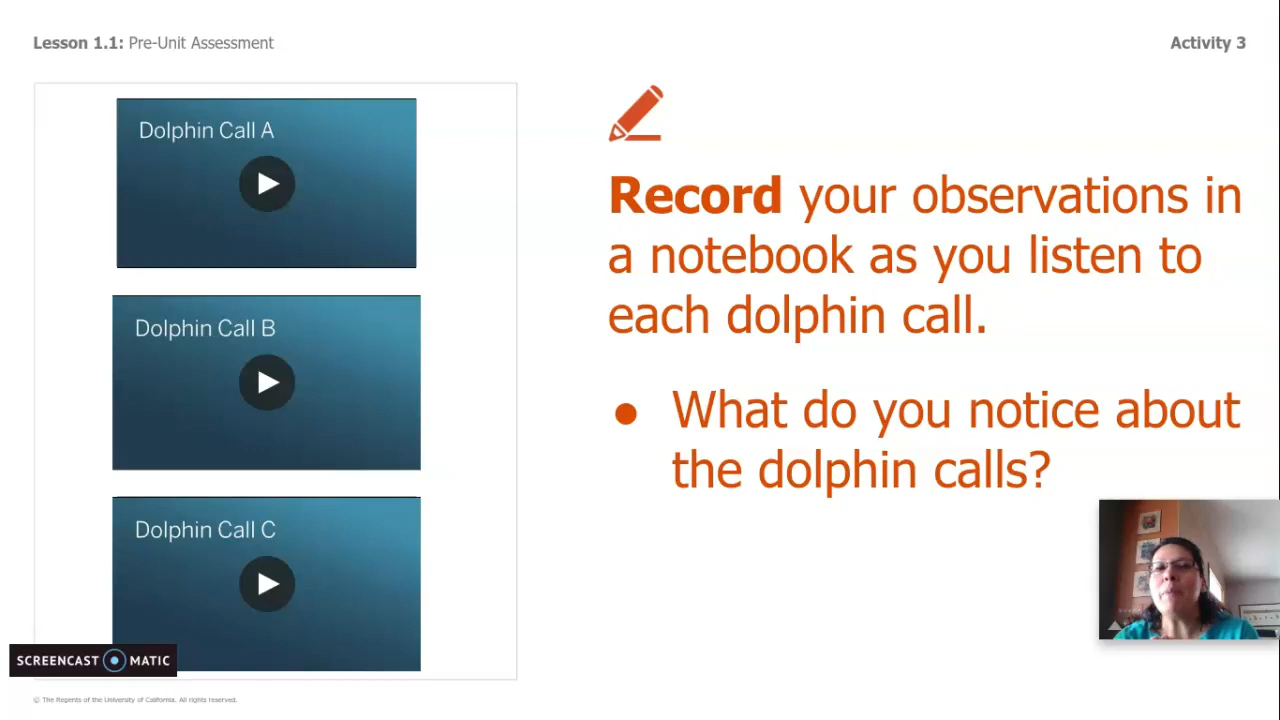 Lesson 1.1: Pre-Unit Assessment
Activity 3
Dolphin Call A
Dolphin Call B
Dolphin Call C
Record your observations in
a notebook as you listen to
each dolphin call.
● What do you notice about
the dolphin calls?
SCREENCAST MATIC
© The Regents of the University of California. All rights reserved.